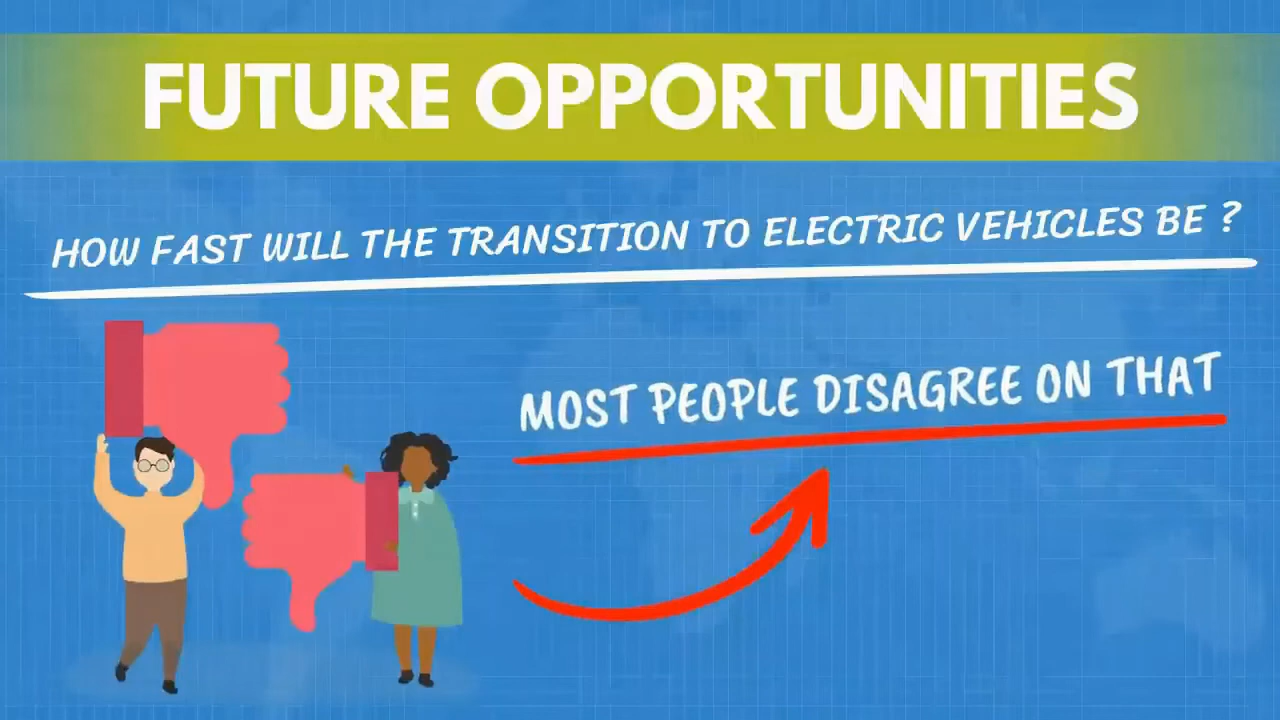 FUTURE OPPORTUNITIES
HOW FAST WILL THE TRANSITION TO ELECTRIC VEHICLES BE ?
MOST PEOPLE DISAGREE ON THAT